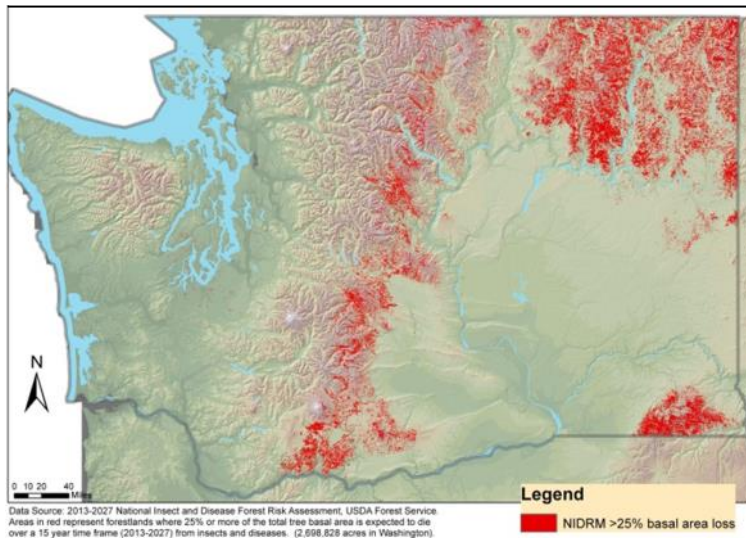 N
0 10 20 40
Miles
Data Source: 2013-2027 National Insect and Disease Forest Risk Assessment, USDA Forest Service.
Areas in red represent forestlands where 25% or more of the total tree basal area is expected to die
over a 15 year time frame (2013-2027) from insects and diseases. (2,698,828 acres in Washington).
Legend
NIDRM >25% basal area loss